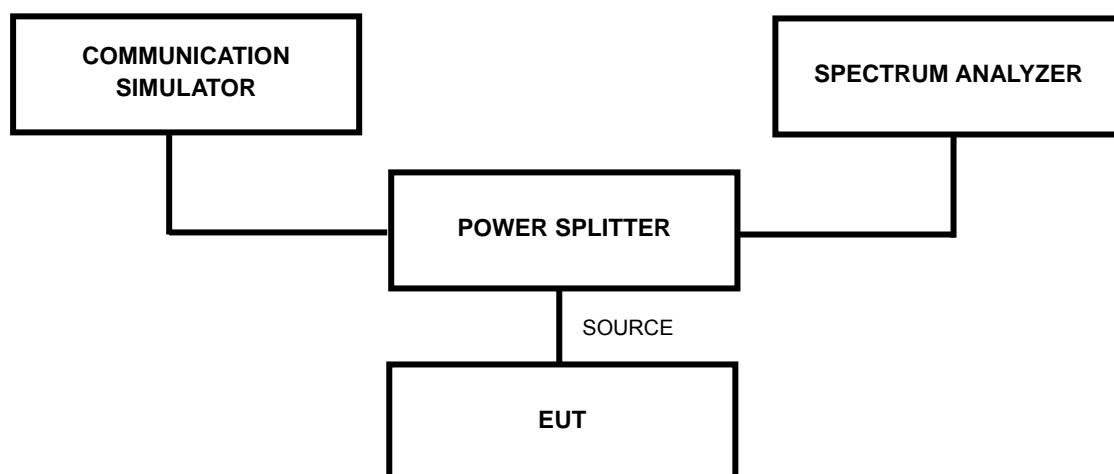 COMMUNICATION
SIMULATOR
SPECTRUM ANALYZER
POWER SPLITTER
SOURCE
EUT